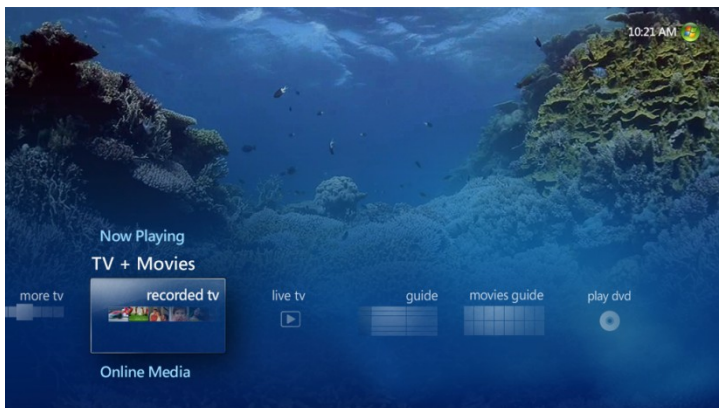 10:21 AM
Now Playing
TV + Movies
more tv
recorded tv
live tv
guide
movies guide
play dvd
Online Media